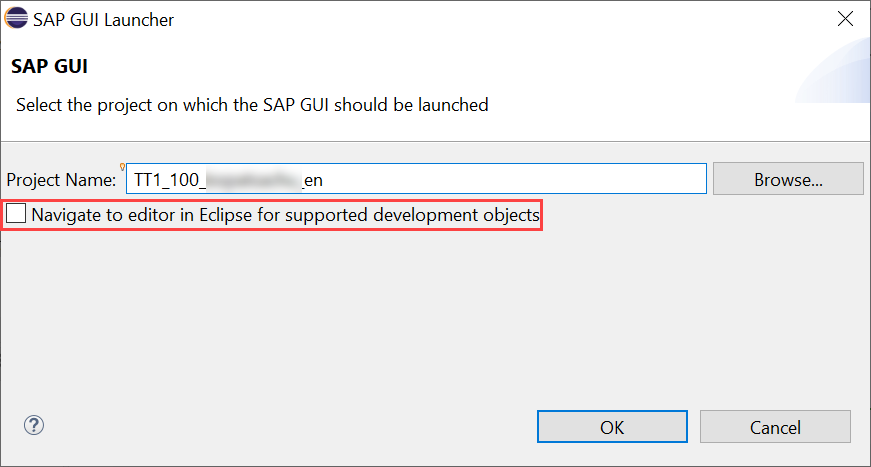 SAP GUI Launcher
SAP GUI
Select the project on which the SAP GUI should be launched
Project Name: TT1_100_ _en Browse...
Navigate to editor in Eclipse for supported development objects
? OK Cancel